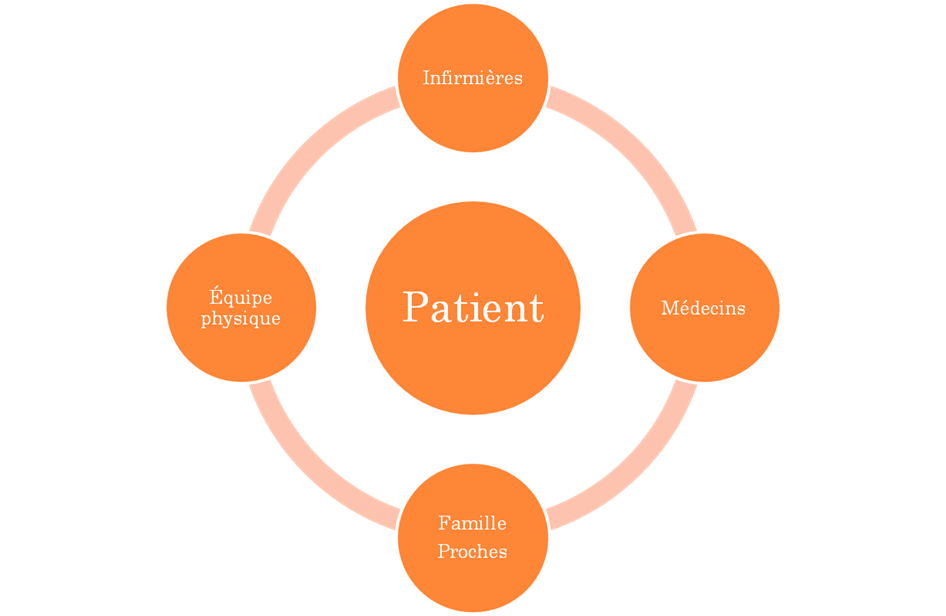 Infirmières
Équipe
physique
Patient
Médecins
Famille
Proches